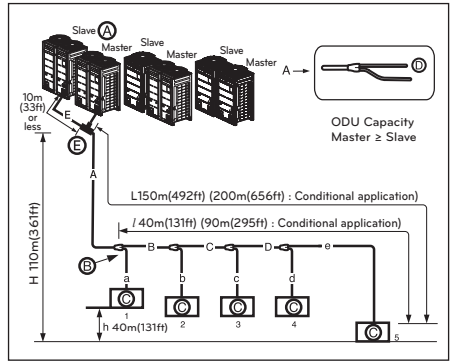 Slave A
Master
Slave
Master
Slave
Master
A
D
ODU Capacity
Master ≥ Slave
10m
(33ft)
or
less
E
E
A
H 110m(361ft)
L150m(492ft) (200m(656ft) : Conditional application)
l 40m(131ft) (90m(295ft) : Conditional application)
B
B
C
D
e
a
b
c
d
C
C
C
C
C
1
2
3
4
5
h 40m(131ft)